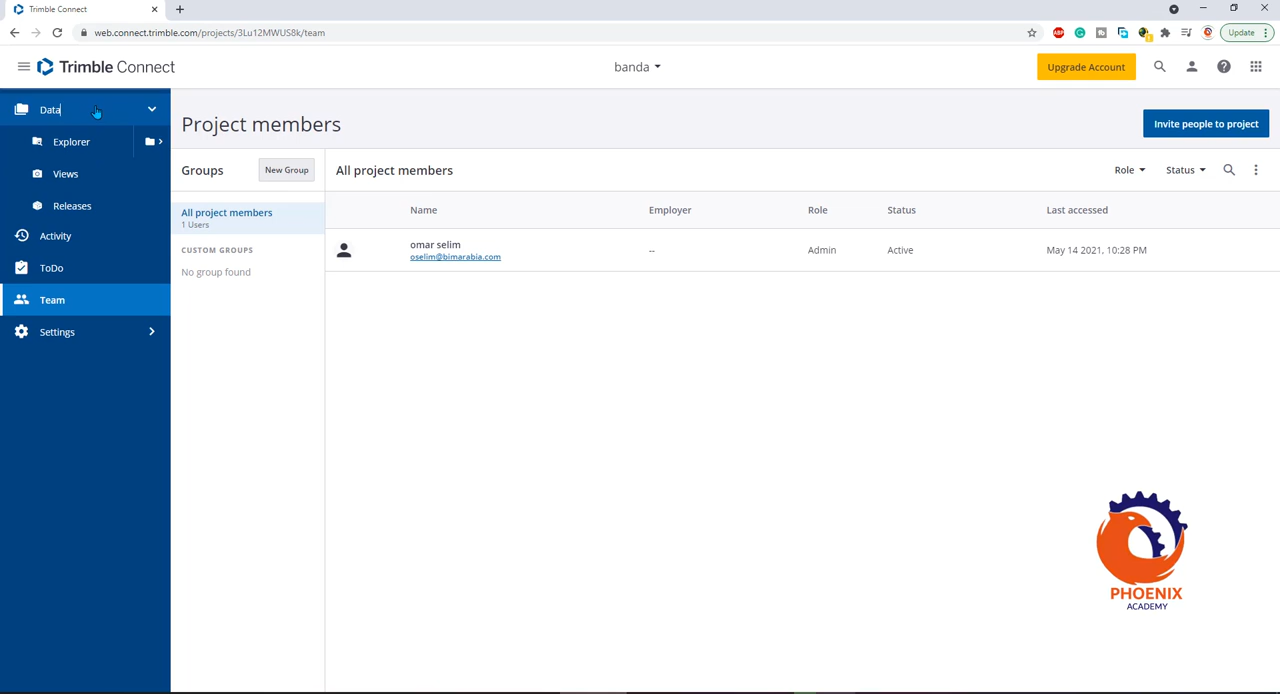 Trimble Connect
web.connect.trimble.com/projects/3Lu12MWUS8k/team
ABP
Update
Trimble Connect
banda
Upgrade Account
Data
Explorer
Views
Releases
Activity
ToDo
Team
Settings
Project members
Invite people to project
Groups
New Group
All project members
1 Users
CUSTOM GROUPS
No group found
All project members
Role
Status
Name Employer Role Status Last accessed
omar selim
oselim@bimarabia.com
-- Admin Active May 14 2021, 10:28 PM
PHOENIX
ACADEMY